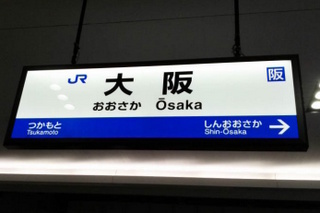 JR 大阪 阪
おおさか Ōsaka
つかもと しんおおさか
Tsukamoto Shin-Ōsaka →